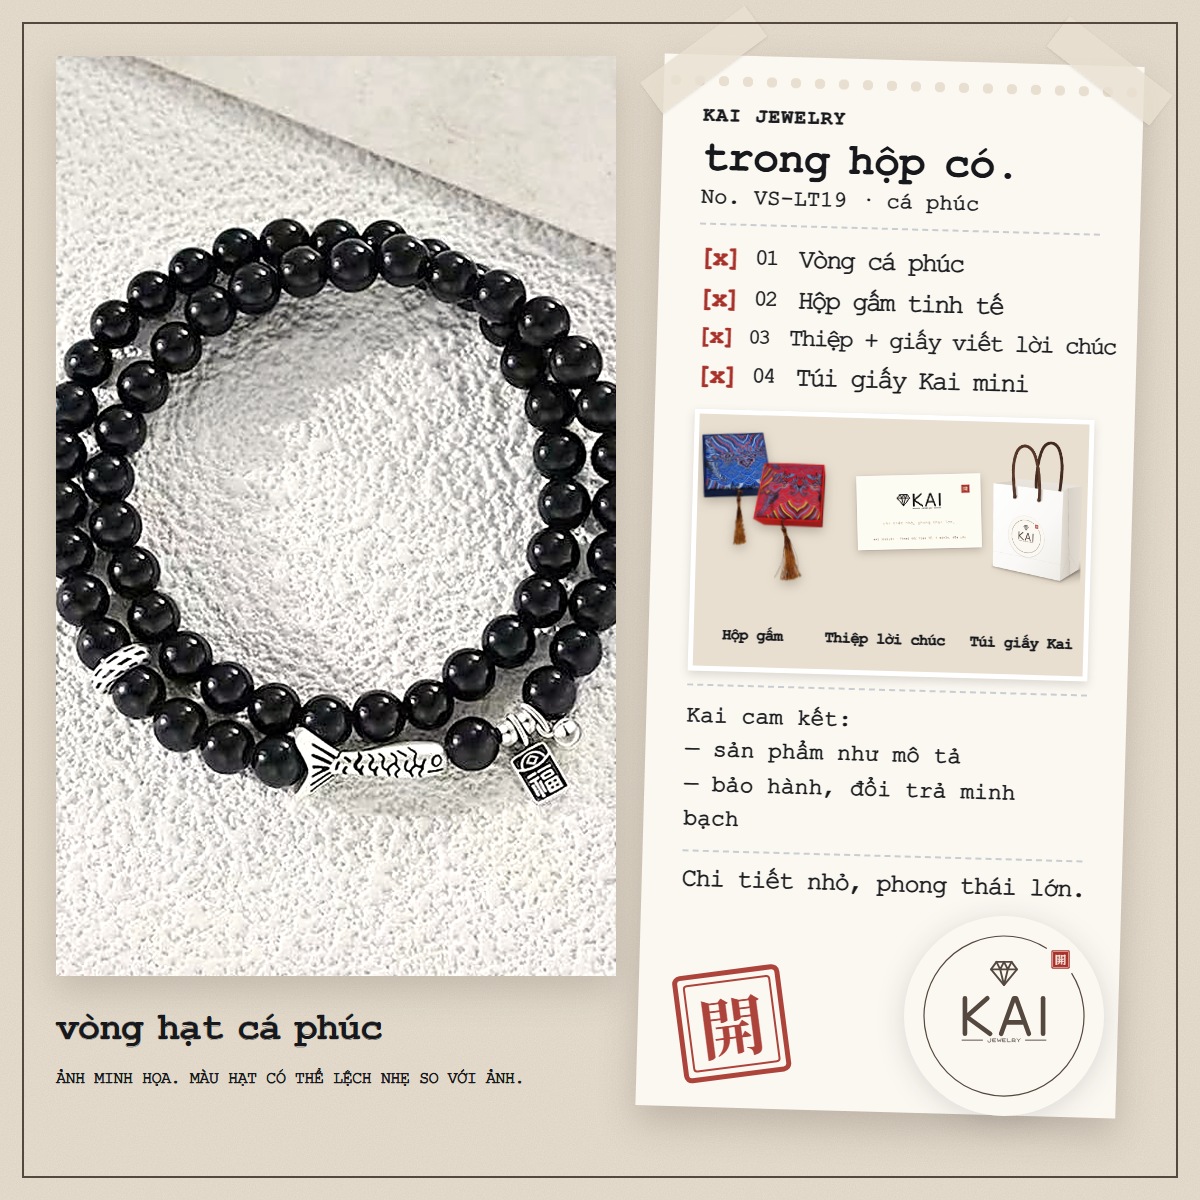 KAI JEWELRY
trong hộp có.
No. VS-LT19 · cá phúc
[x] 01 Vòng cá phúc
[x] 02 Hộp gấm tinh tế
[x] 03 Thiệp + giấy viết lời chúc
[x] 04 Túi giấy Kai mini
KAI
KAI
Hộp gấm Thiệp lời chúc Túi giấy Kai
Kai cam kết:
— sản phẩm như mô tả
— bảo hành, đổi trả minh
bạch
Chi tiết nhỏ, phong thái lớn.
開
開
KAI
JEWELRY
福
vòng hạt cá phúc
ẢNH MINH HỌA. MÀU HẠT CÓ THỂ LỆCH NHẸ SO VỚI ẢNH.